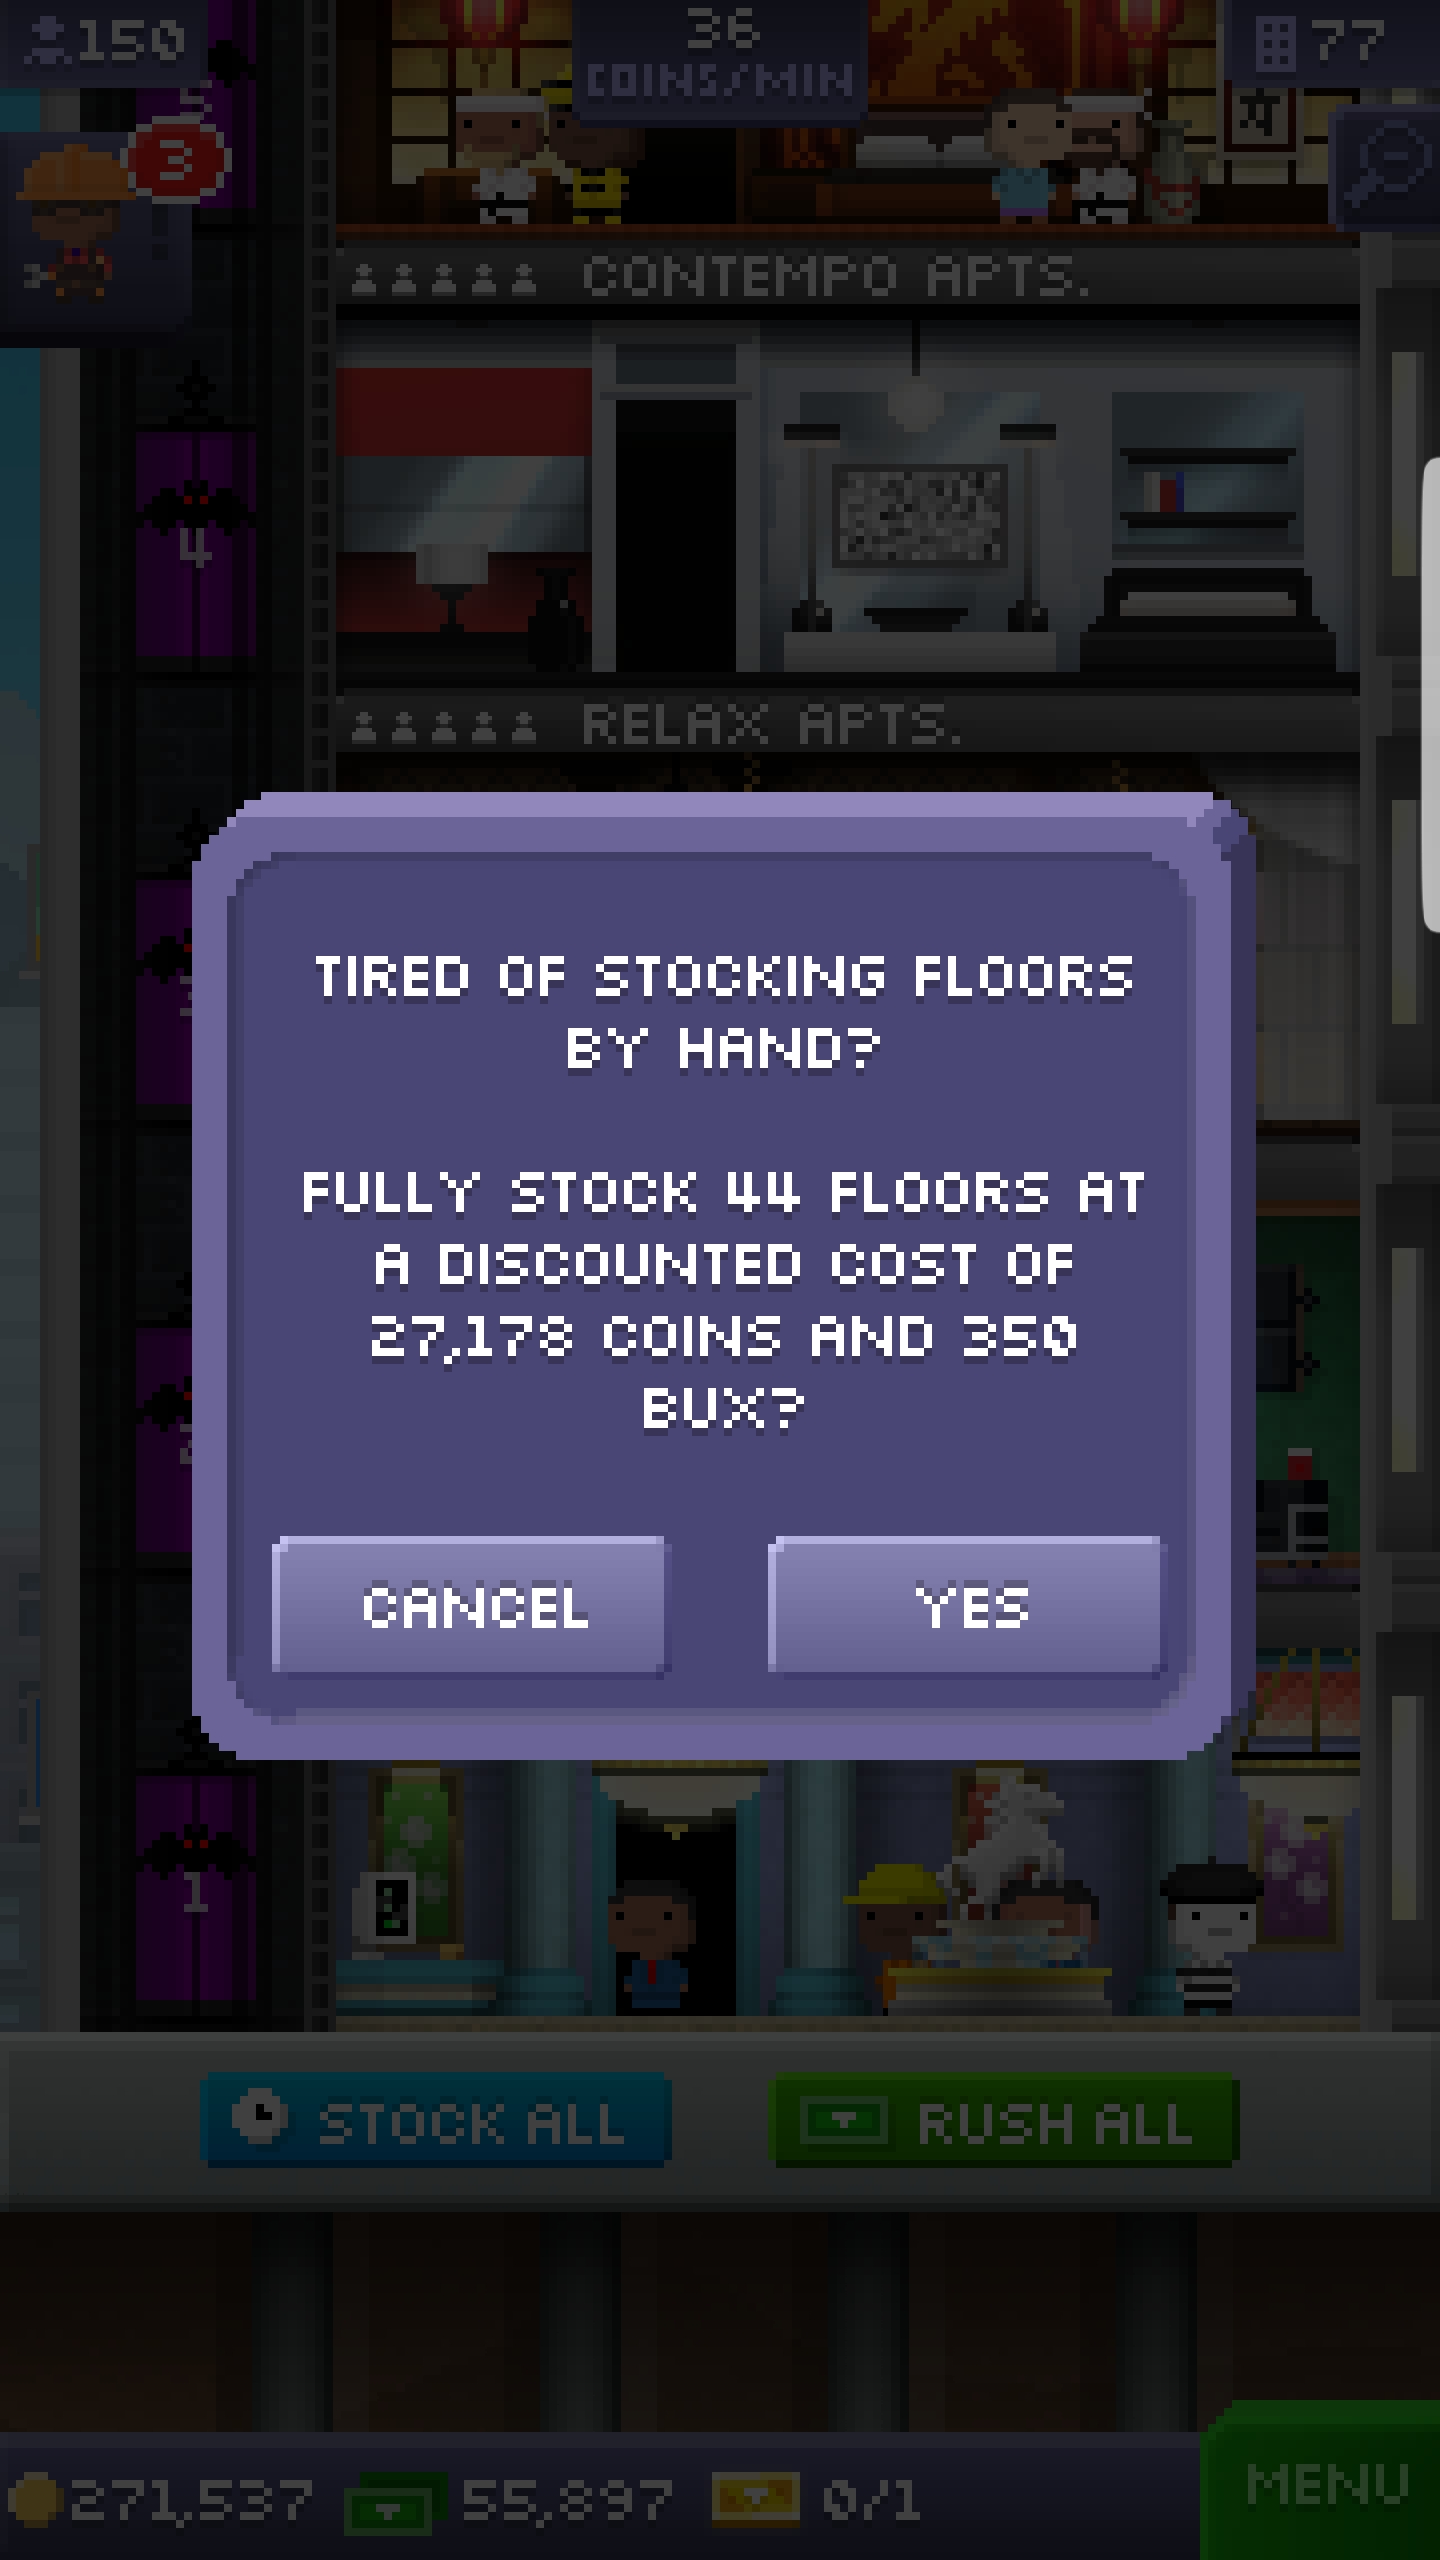 150
36
COINS/MIN
77
3
CONTEMPO APTS.
4
RELAX APTS.
TIRED OF STOCKING FLOORS
BY HAND?
FULLY STOCK 44 FLOORS AT
A DISCOUNTED COST OF
27,178 COINS AND 350
BUX?
CANCEL
YES
1
STOCK ALL
RUSH ALL
271,537
55,897
0/1
MENU